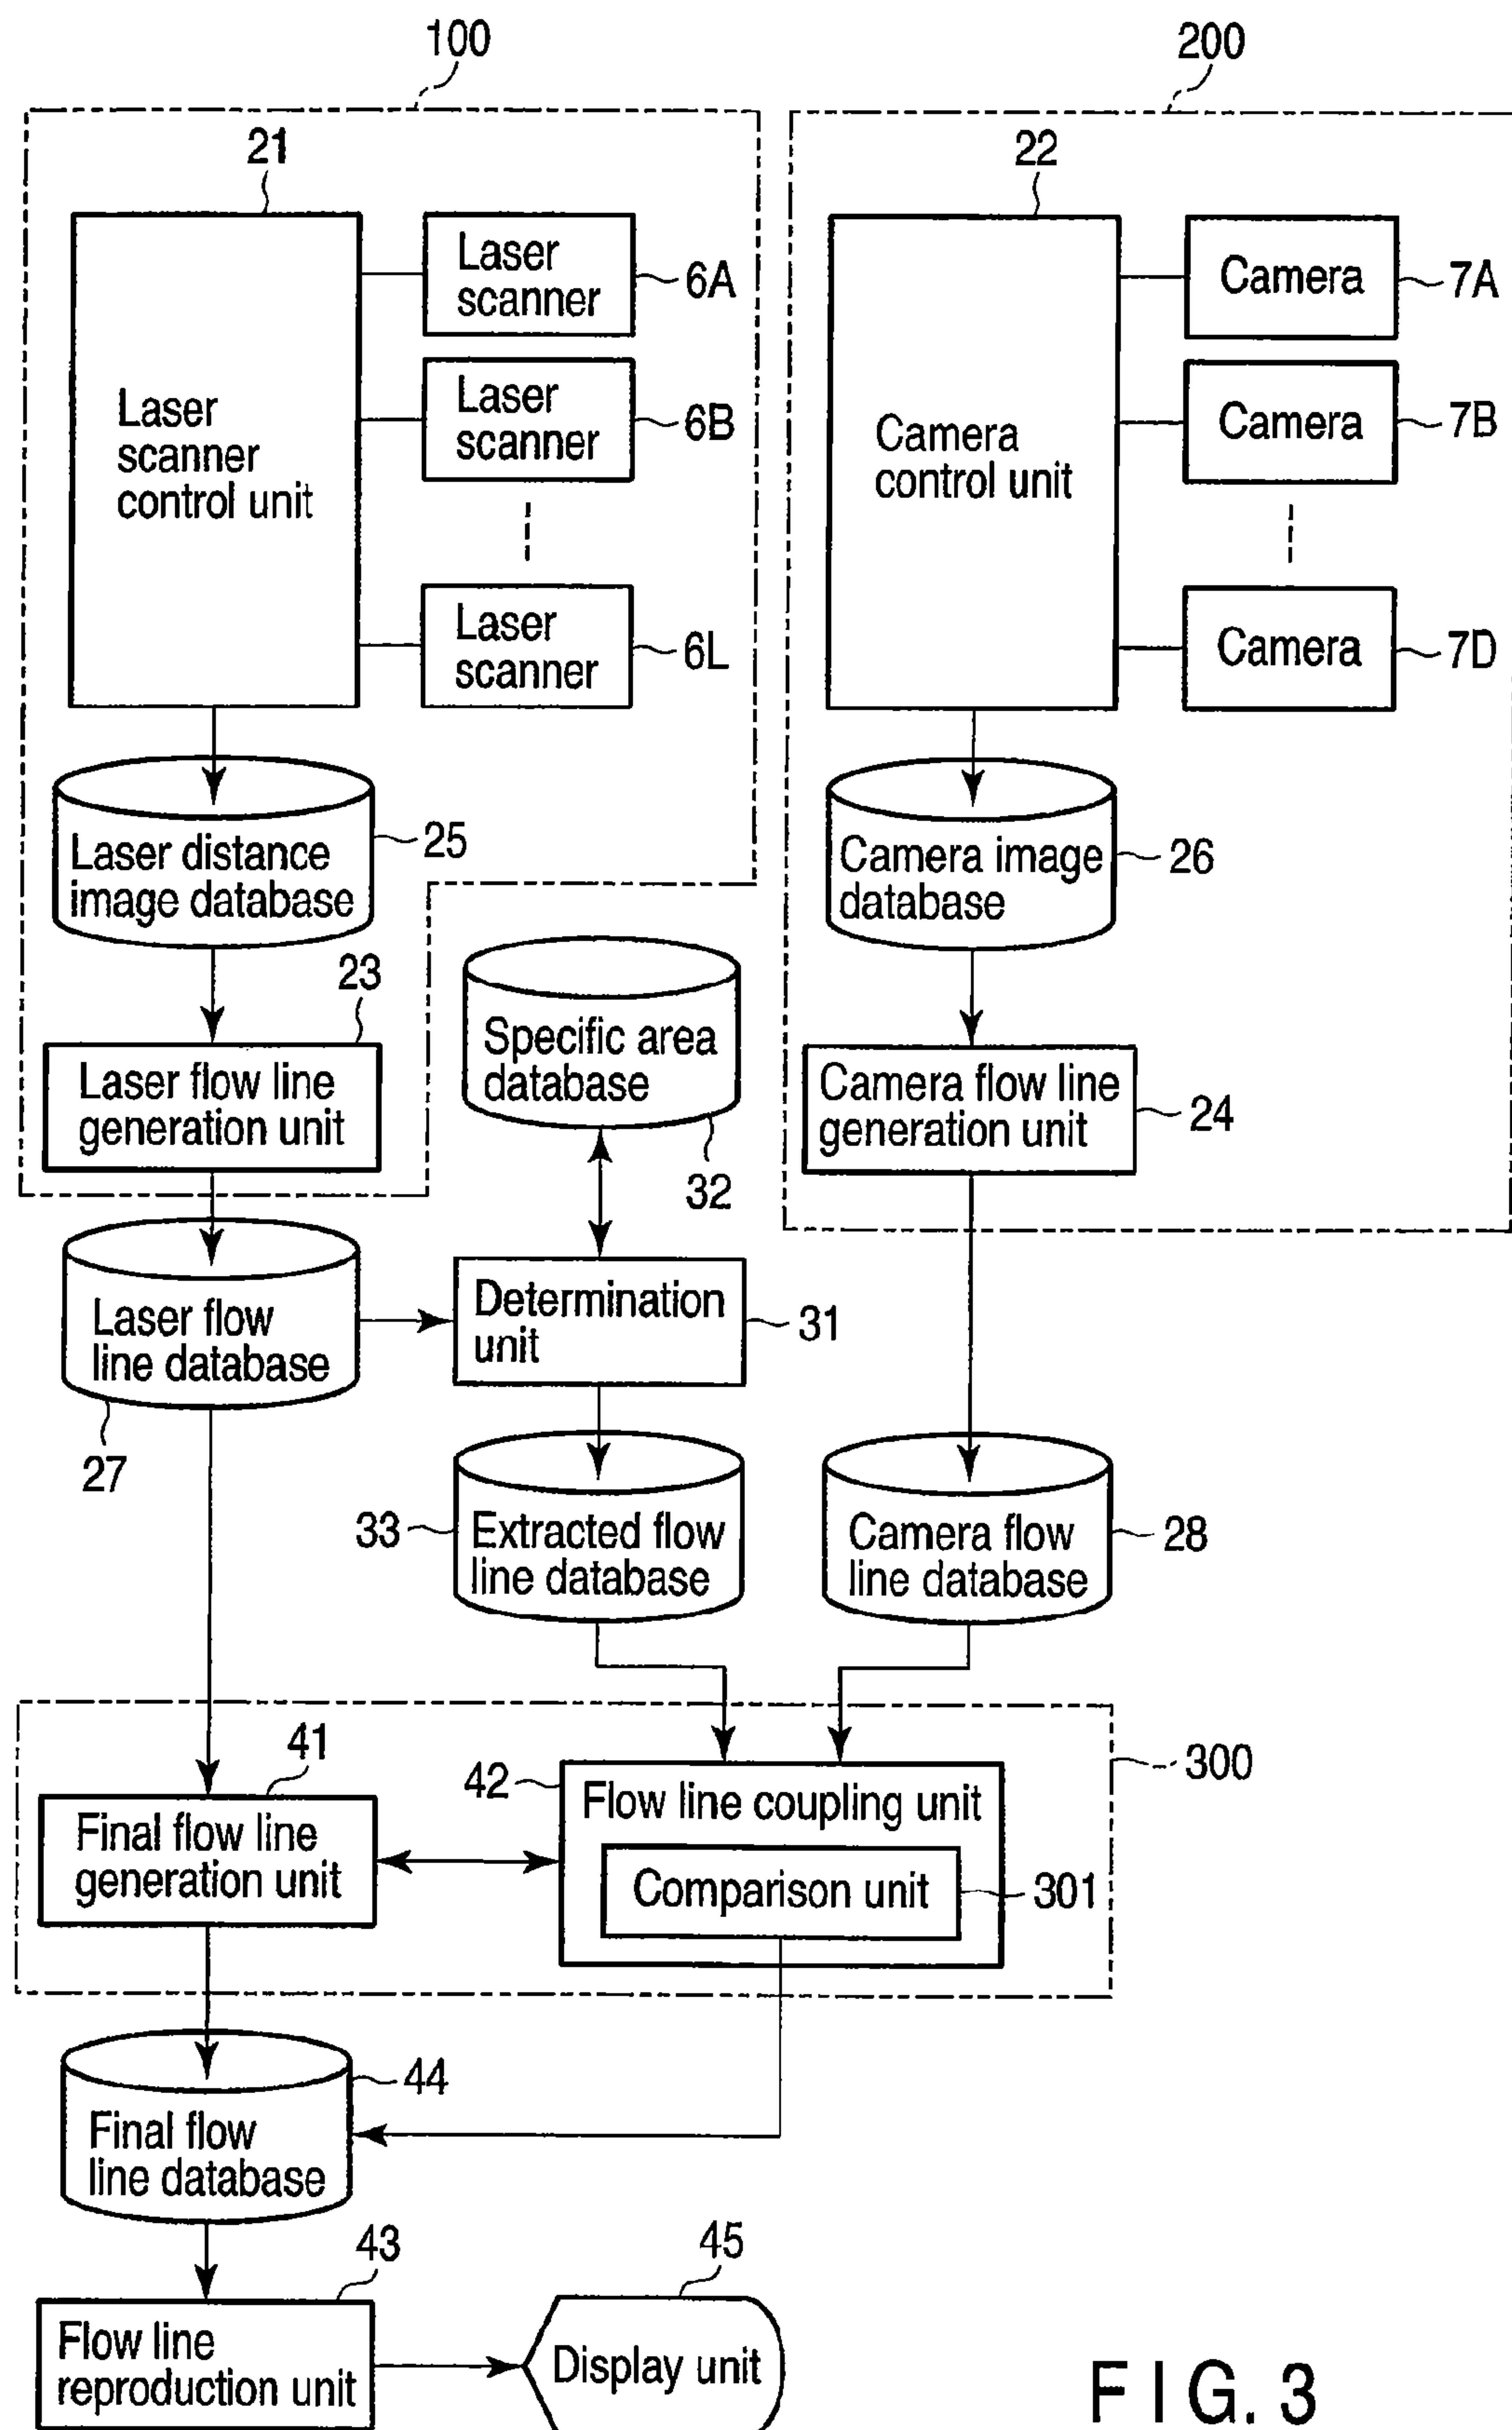 100
200
21
22
Laser
scanner
control unit
Laser
scanner
6A
Laser
scanner
6B
Laser
scanner
6L
Camera
control unit
Camera
7A
Camera
7B
Camera
7D
Laser distance
image database
25
Camera image
database
26
23
Laser flow line
generation unit
Specific area
database
32
Camera flow line
generation unit
24
Laser flow
line database
27
Determination
unit
31
33
Extracted flow
line database
Camera flow
line database
28
300
41
Final flow line
generation unit
42
Flow line coupling unit
Comparison unit
301
44
Final flow
line database
43
Flow line
reproduction unit
45
Display unit
FIG. 3